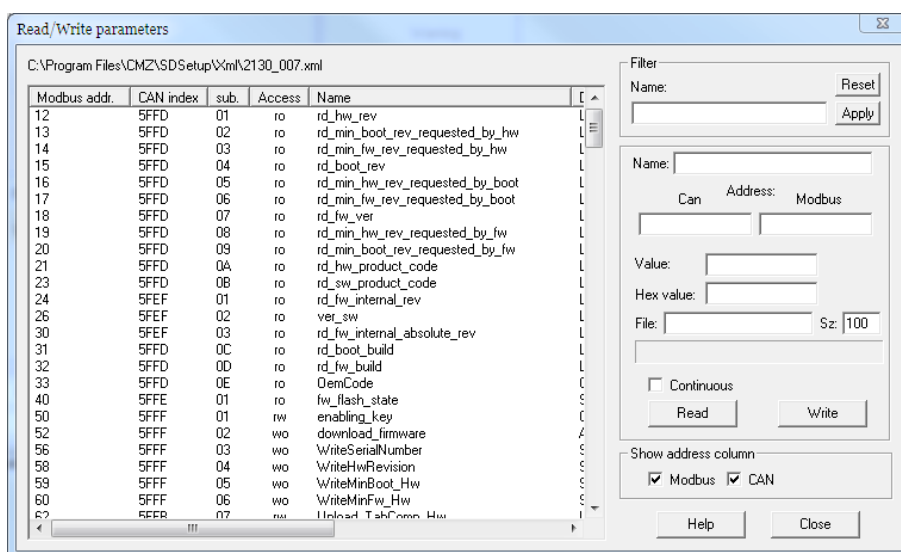 Read/Write parameters
C:\Program Files\CMZ\SDSetup\Xml\2130_007.xml
Modbus addr. CAN index sub. Access Name
12 5FFD 01 ro rd_hw_rev
13 5FFD 02 ro rd_min_boot_rev_requested_by_hw
14 5FFD 03 ro rd_min_fw_rev_requested_by_hw
15 5FFD 04 ro rd_boot_rev
16 5FFD 05 ro rd_min_hw_rev_requested_by_boot
17 5FFD 06 ro rd_min_fw_rev_requested_by_boot
18 5FFD 07 ro rd_fw_ver
19 5FFD 08 ro rd_min_hw_rev_requested_by_fw
20 5FFD 09 ro rd_min_boot_rev_requested_by_fw
21 5FFD 0A ro rd_hw_product_code
23 5FFD 0B ro rd_sw_product_code
24 5FEF 01 ro rd_fw_internal_rev
26 5FEF 02 ro ver_sw
30 5FEF 03 ro rd_fw_internal_absolute_rev
31 5FFD 0C ro rd_boot_build
32 5FFD 0D ro rd_fw_build
33 5FFD 0E ro OemCode
40 5FFE 01 ro fw_flash_state
50 5FFF 01 rw enabling_key
52 5FFF 02 wo download_firmware
56 5FFF 03 wo WriteSerialNumber
58 5FFF 04 wo WriteHwRevision
59 5FFF 05 wo WriteMinBoot_Hw
60 5FFF 06 wo WriteMinFw_Hw
62 5FFB 07 rw Upload_TabComp_Hw
Filter
Name:
Reset
Apply
Name:
Address:
Can Modbus
Value:
Hex value:
File: Sz: 100
Continuous
Read Write
Show address column
Modbus CAN
Help Close